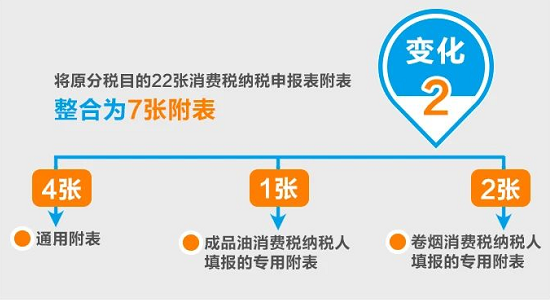 变化
2
将原分税目的22张消费税纳税申报表附表
整合为7张附表
4张
1张
2张
通用附表
成品油消费税纳税人
填报的专用附表
卷烟消费税纳税人
填报的专用附表